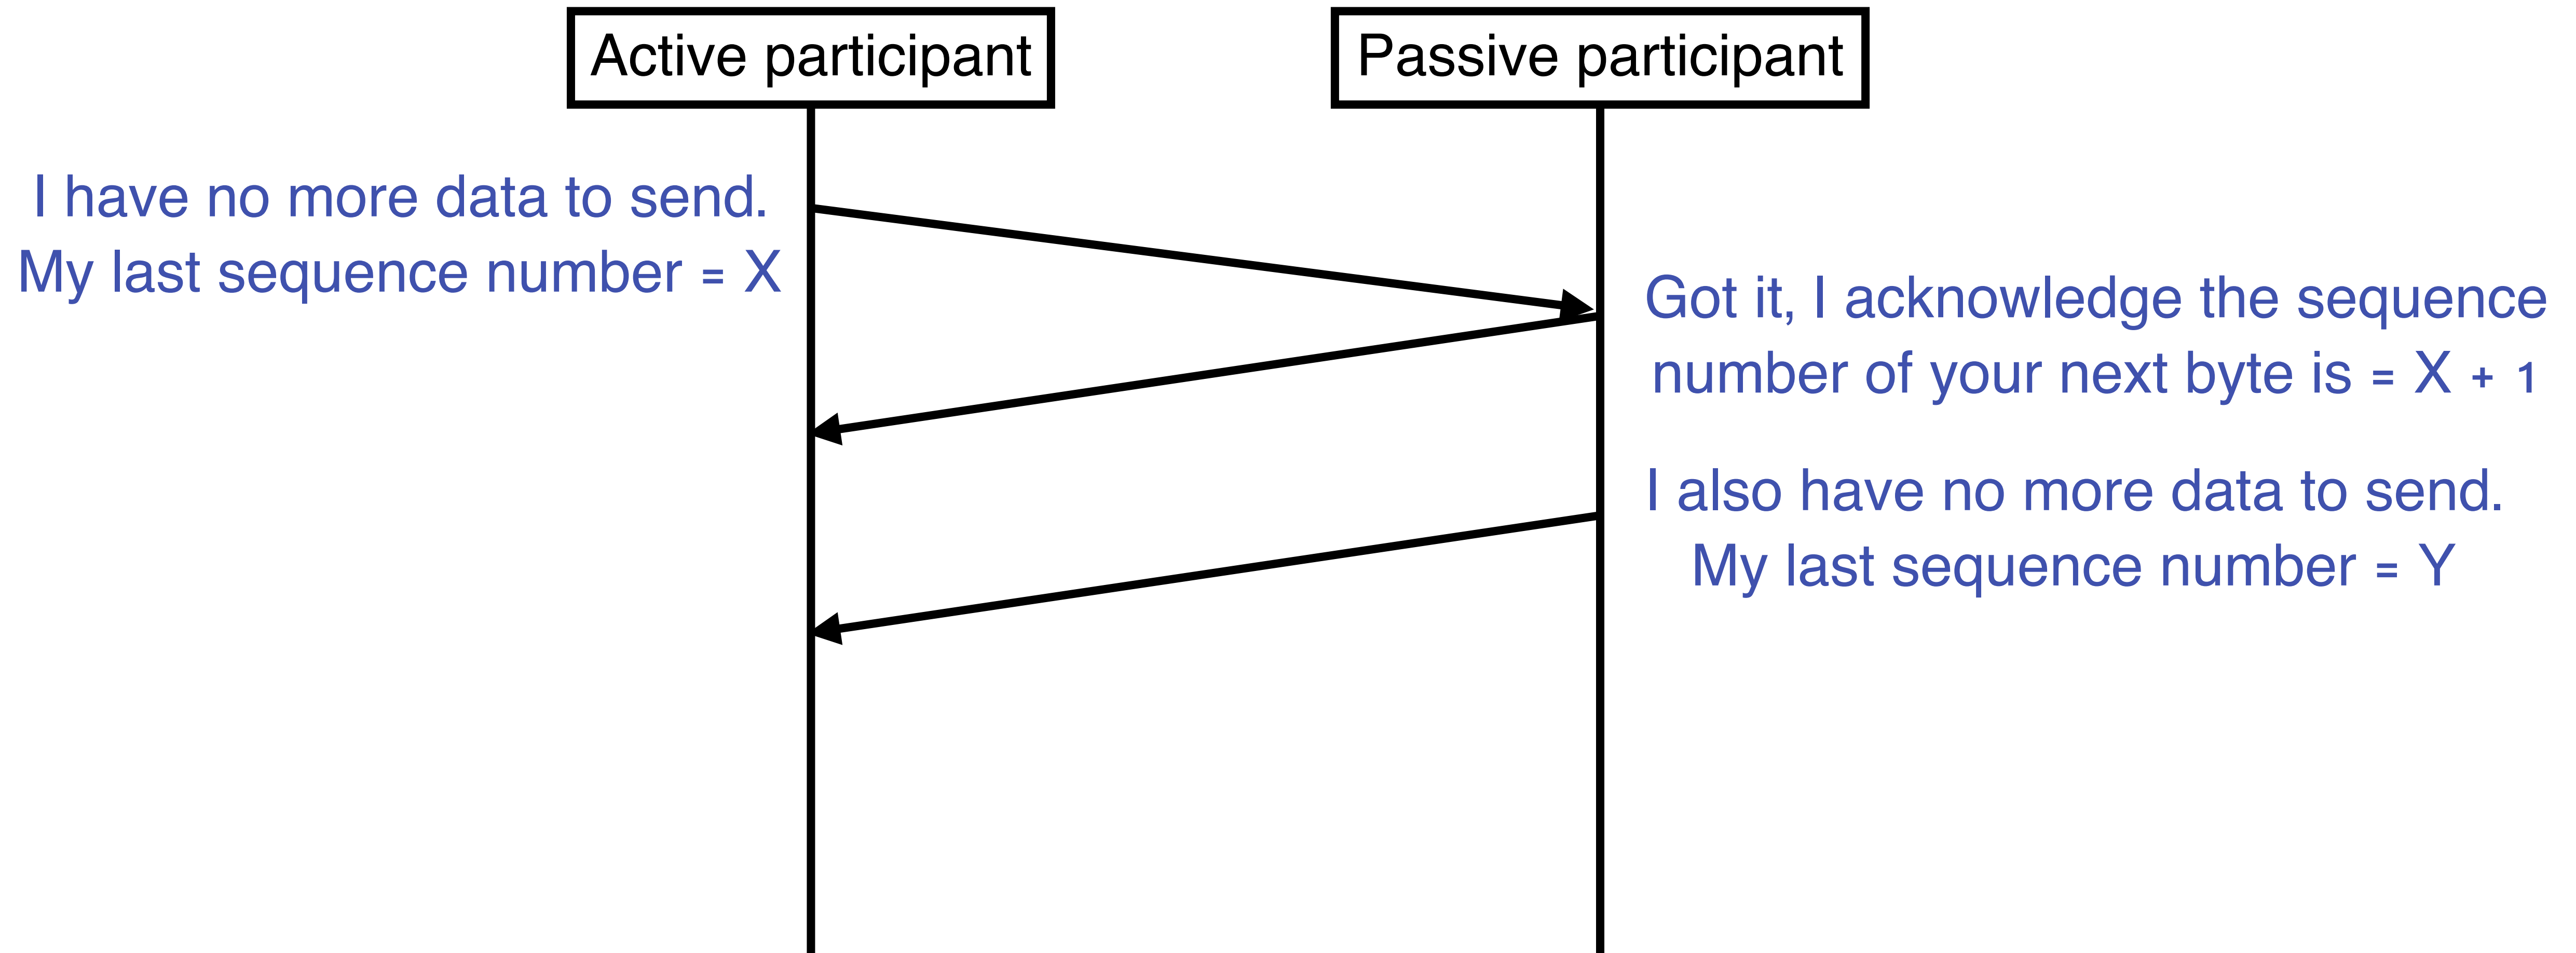 Active participant
Passive participant
I have no more data to send.
My last sequence number = X
Got it, I acknowledge the sequence
number of your next byte is = X + 1
I also have no more data to send.
My last sequence number = Y